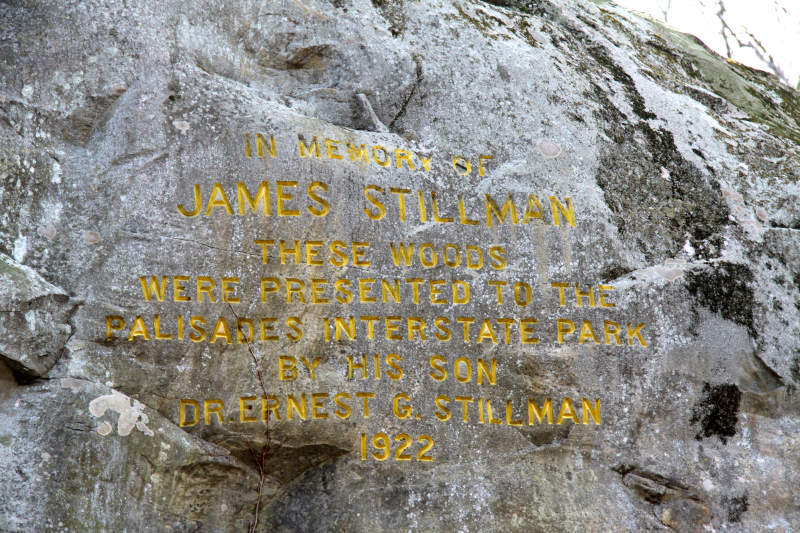 IN MEMORY OF
JAMES STILLMAN
THESE WOODS
WERE PRESENTED TO THE
PALISADES INTERSTATE PARK
BY HIS SON
DR. ERNEST G. STILLMAN
1922